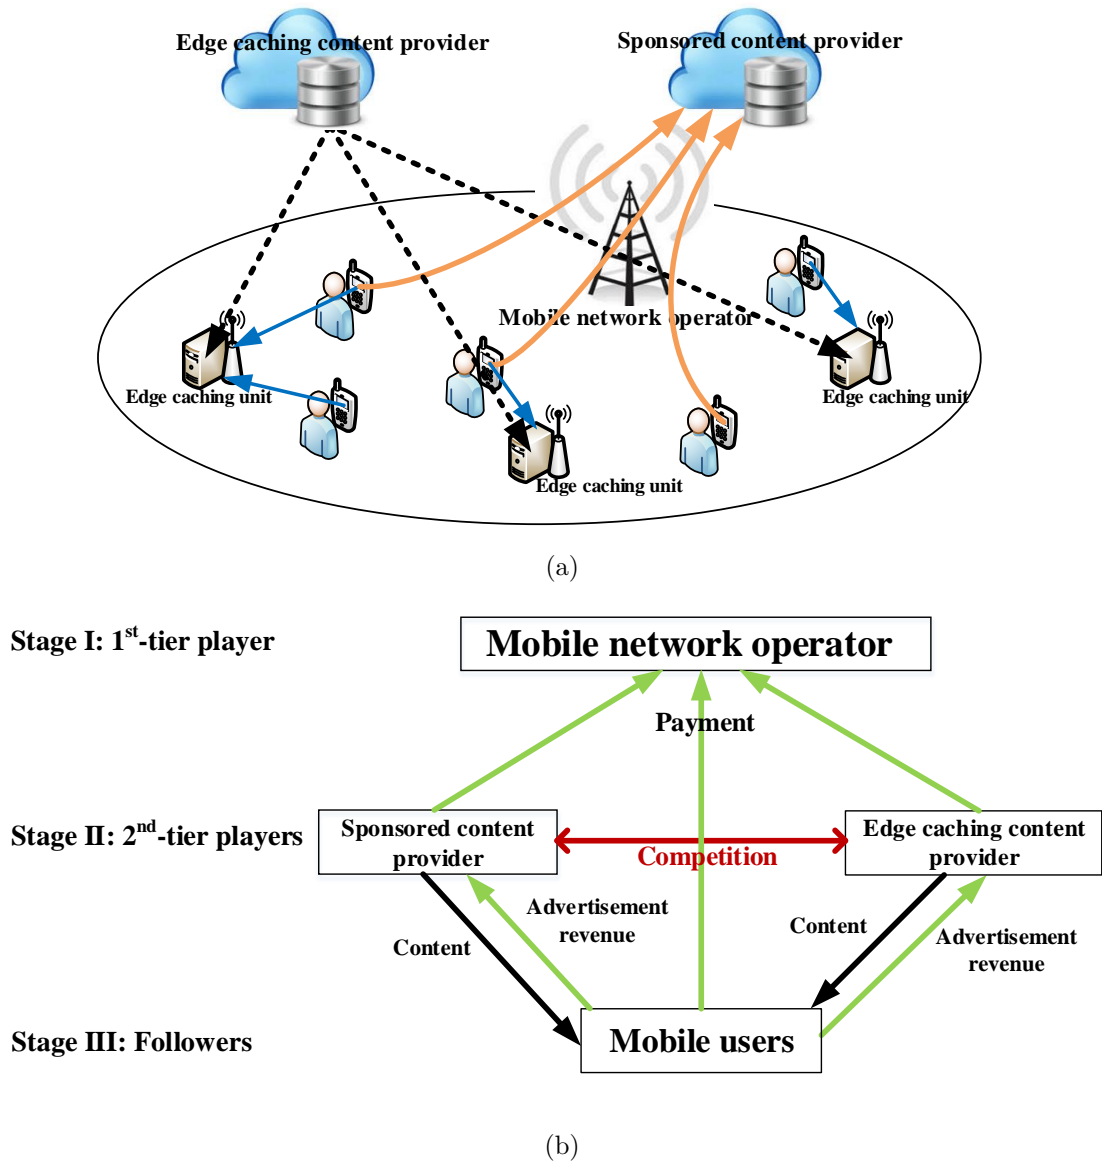 Edge caching content provider
Sponsored content provider
Mobile network operator
Edge caching unit
Edge caching unit
Edge caching unit
(a)
Stage I: 1st-tier player
Mobile network operator
Payment
Stage II: 2nd-tier players
Sponsored content
provider
Edge caching content
provider
Competition
Advertisement
revenue
Content
Content
Advertisement
revenue
Stage III: Followers
Mobile users
(b)